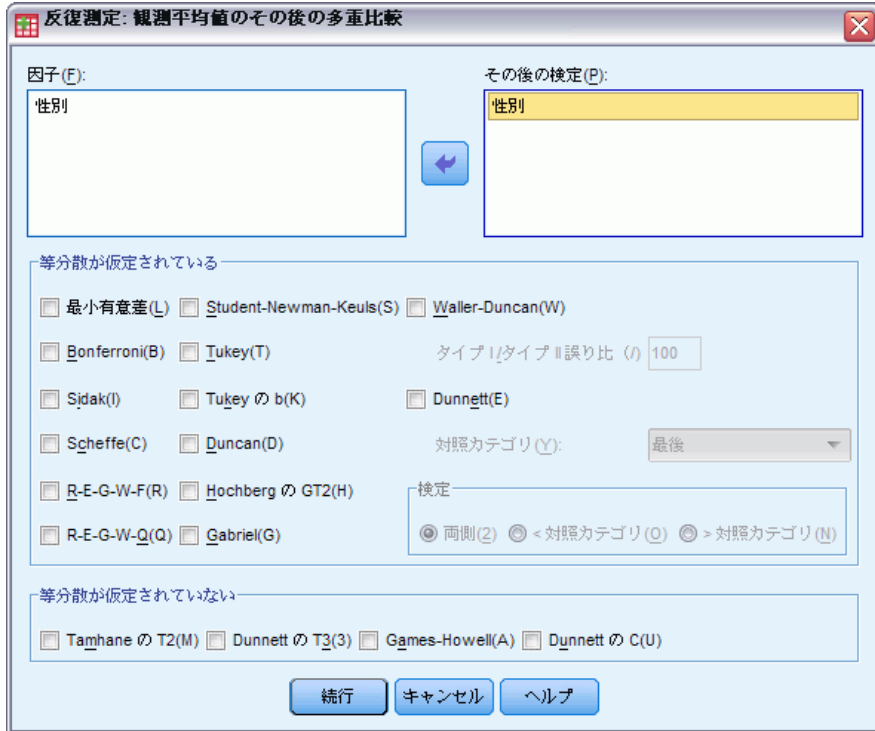 反復測定: 観測平均値のその後の多重比較
因子(F):
性別
その後の検定(P):
性別
等分散が仮定されている
最小有意差(L) Student-Newman-Keuls(S) Waller-Duncan(W)
Bonferroni(B) Tukey(T) タイプ I/タイプ II 誤り比 (/) 100
Sidak(I) Tukey の b(K) Dunnett(E)
Scheffe(C) Duncan(D) 対照カテゴリ(Y): 最後
R-E-G-W-F(R) Hochberg の GT2(H) 検定
R-E-G-W-Q(Q) Gabriel(G) 両側(2) < 対照カテゴリ(O) > 対照カテゴリ(N)
等分散が仮定されていない
Tamhane の T2(M) Dunnett の T3(3) Games-Howell(A) Dunnett の C(U)
続行 キャンセル ヘルプ